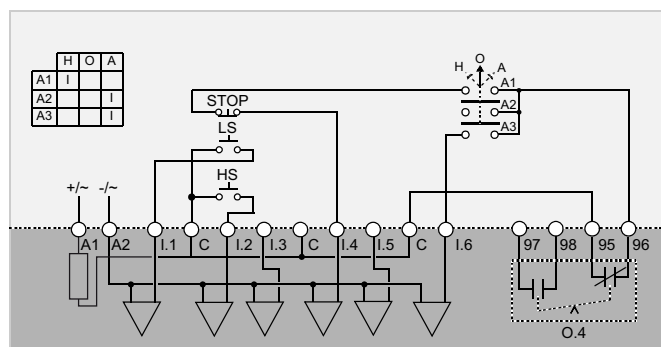 H O A
A1 I
A2 I
A3 I
H O A
A1
A2
A3
STOP
LS
HS
+/~ -/~
A1 A2 I.1 C I.2 I.3 C I.4 I.5 C I.6 97 98 95 96
O.4